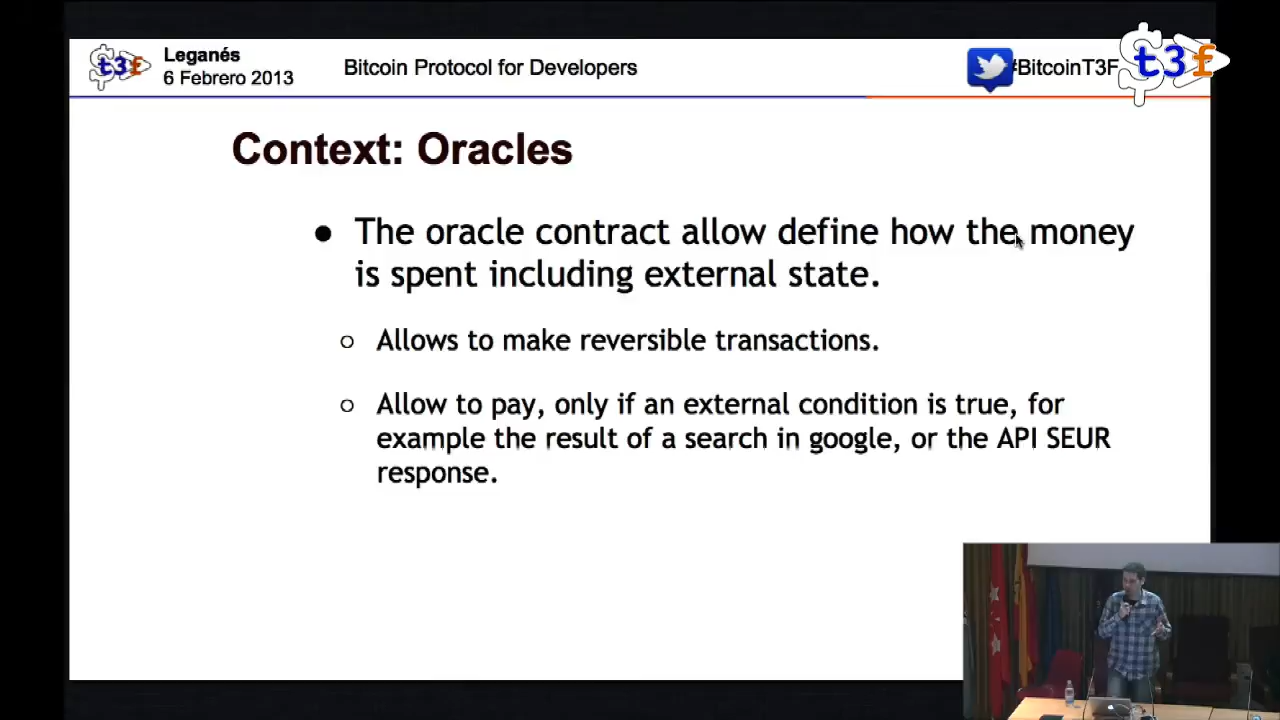 t3f
Leganés
6 Febrero 2013
Bitcoin Protocol for Developers
#BitcoinT3F
t3f
Context: Oracles
● The oracle contract allow define how the money
is spent including external state.
○ Allows to make reversible transactions.
○ Allow to pay, only if an external condition is true, for
example the result of a search in google, or the API SEUR
response.